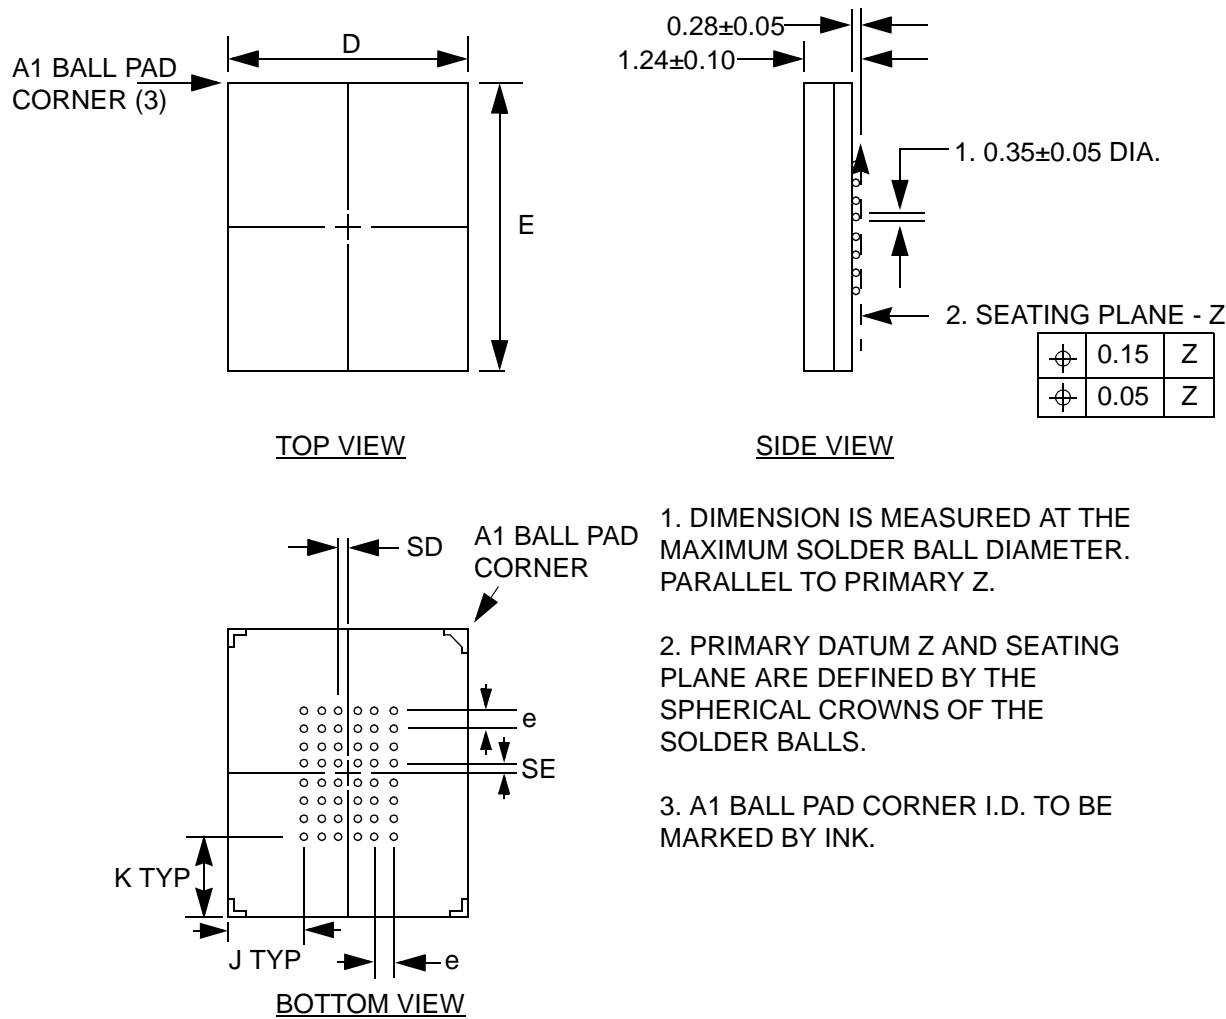 D
A1 BALL PAD
CORNER (3)
E
TOP VIEW
0.28±0.05
1.24±0.10
1. 0.35±0.05 DIA.
2. SEATING PLANE - Z
0.15 Z
0.05 Z
SIDE VIEW
SD
A1 BALL PAD
CORNER
e
SE
K TYP
J TYP
e
BOTTOM VIEW
1. DIMENSION IS MEASURED AT THE
MAXIMUM SOLDER BALL DIAMETER.
PARALLEL TO PRIMARY Z.
2. PRIMARY DATUM Z AND SEATING
PLANE ARE DEFINED BY THE
SPHERICAL CROWNS OF THE
SOLDER BALLS.
3. A1 BALL PAD CORNER I.D. TO BE
MARKED BY INK.